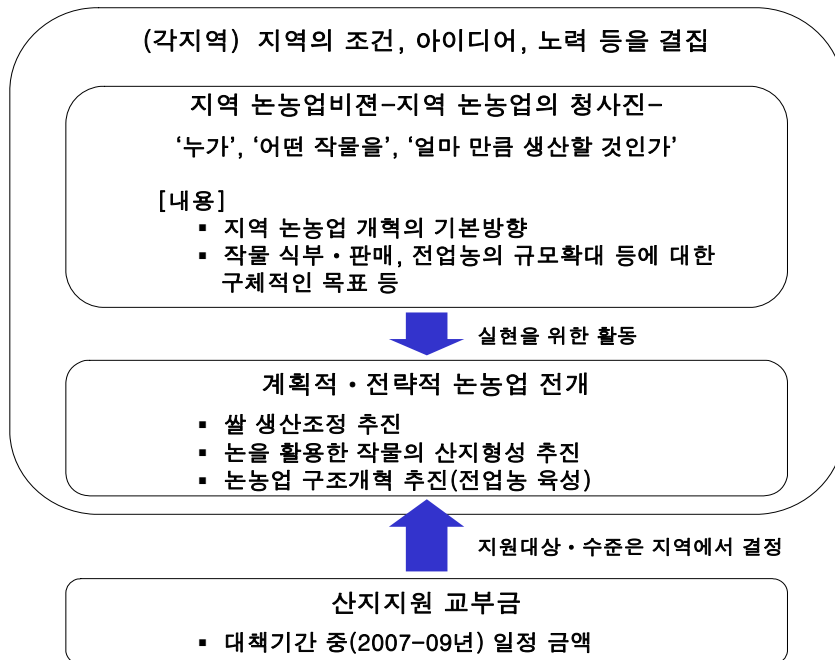 (각지역) 지역의 조건, 아이디어, 노력 등을 결집
지역 논농업비젼-지역 논농업의 청사진-
‘누가’, ‘어떤 작물을’, ‘얼마 만큼 생산할 것인가’
[내용]
▪ 지역 논농업 개혁의 기본방향
▪ 작물 식부・판매, 전업농의 규모확대 등에 대한
구체적인 목표 등
실현을 위한 활동
계획적・전략적 논농업 전개
▪ 쌀 생산조정 추진
▪ 논을 활용한 작물의 산지형성 추진
▪ 논농업 구조개혁 추진(전업농 육성)
지원대상・수준은 지역에서 결정
산지지원 교부금
▪ 대책기간 중(2007-09년) 일정 금액